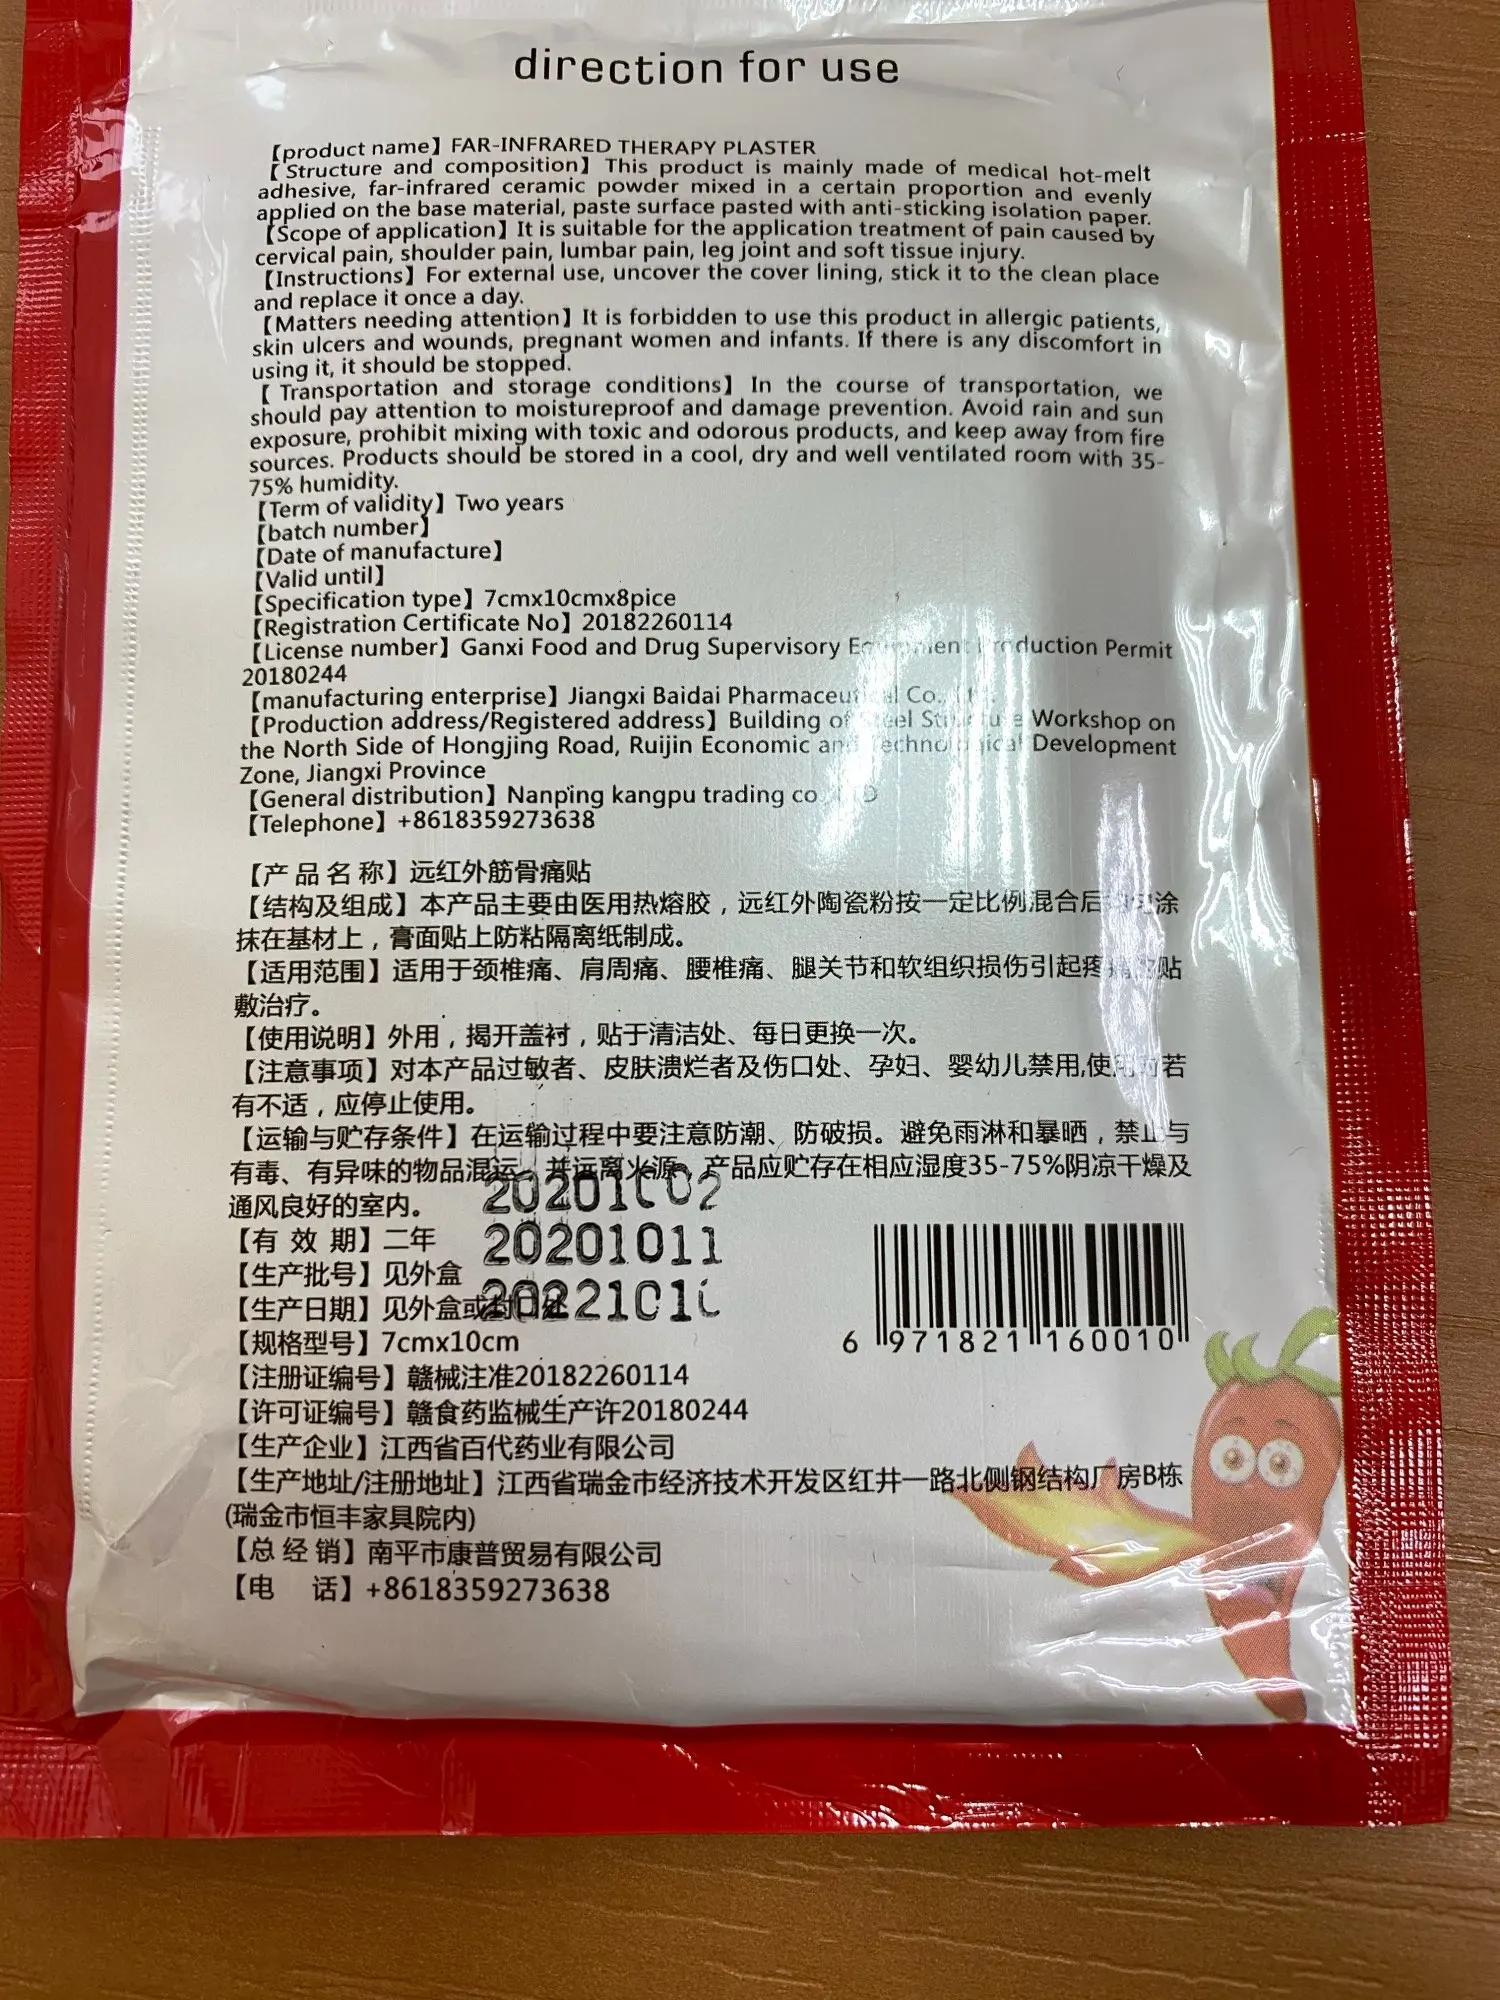 direction for use
【product name】FAR-INFRARED THERAPY PLASTER
【Structure and composition】This product is mainly made of medical hot-melt
adhesive, far-infrared ceramic powder mixed in a certain proportion and evenly
applied on the base material, paste surface pasted with anti-sticking isolation paper.
【Scope of application】It is suitable for the application treatment of pain caused by
cervical pain, shoulder pain, lumbar pain, leg joint and soft tissue injury.
【Instructions】For external use, uncover the cover lining, stick it to the clean place
and replace it once a day.
【Matters needing attention】It is forbidden to use this product in allergic patients,
skin ulcers and wounds, pregnant women and infants. If there is any discomfort in
using it, it should be stopped.
【Transportation and storage conditions】In the course of transportation, we
should pay attention to moistureproof and damage prevention. Avoid rain and sun
exposure, prohibit mixing with toxic and odorous products, and keep away from fire
sources. Products should be stored in a cool, dry and well ventilated room with 35-
75% humidity.
【Term of validity】Two years
【batch number】
【Date of manufacture】
【Valid until】
【Specification type】7cmx10cmx8pice
【Registration Certificate No】20182260114
【License number】Ganxi Food and Drug Supervisory Permit
20180244
【manufacturing enterprise】Jiangxi Baidai Pharmaceutical Co.
【Production address/Registered address】Building of Steel Structure Workshop on
the North Side of Hongjing Road, Ruijin Economic and Technological Development
Zone, Jiangxi Province
【General distribution】Nanping kangpu trading co
【Telephone】+8618359273638
【产品名称】远红外筋骨痛贴
【结构及组成】本产品主要由医用热熔胶，远红外陶瓷粉按一定比例混合后均匀涂
抹在基材上，膏面贴上防粘隔离纸制成。
【适用范围】适用于颈椎痛、肩周痛、腰椎痛、腿关节和软组织损伤引起疼痛的贴
敷治疗。
【使用说明】外用，揭开盖衬，贴于清洁处、每日更换一次。
【注意事项】对本产品过敏者、皮肤溃烂者及伤口处、孕妇、婴幼儿禁用,使用时若
有不适，应停止使用。
【运输与贮存条件】在运输过程中要注意防潮、防破损。避免雨淋和暴晒，禁止与
有毒、有异味的物品混运，并远离火源。产品应贮存在相应湿度35-75%阴凉干燥及
通风良好的室内。
20201002
【有 效 期】二年
20201011
【生产批号】见外盒
【生产日期】见外盒或封口处
20221010
【规格型号】7cmx10cm
6 971821 160010
【注册证编号】赣械注准20182260114
【许可证编号】赣食药监械生产许20180244
【生产企业】江西省百代药业有限公司
【生产地址/注册地址】江西省瑞金市经济技术开发区红井一路北侧钢结构厂房B栋
(瑞金市恒丰家具院内)
【总经销】南平市康普贸易有限公司
【电 话】+8618359273638